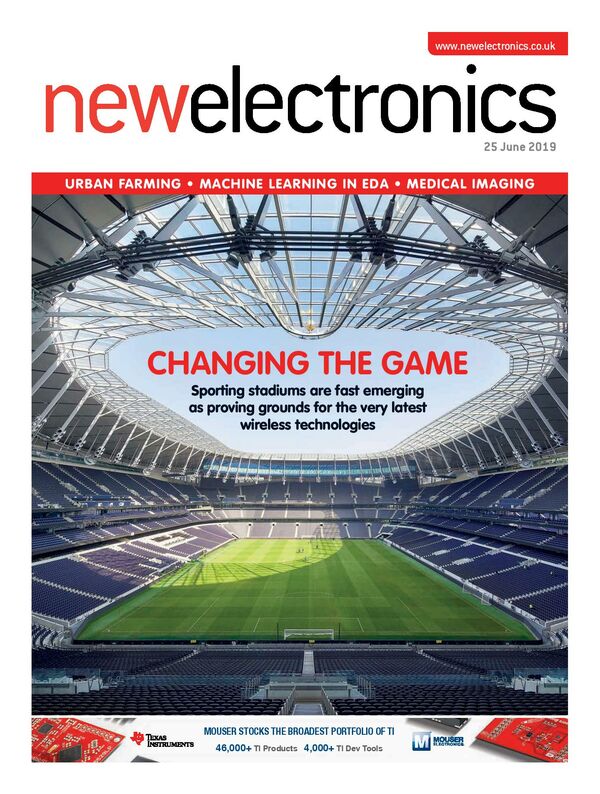 www.newelectronics.co.uk
newelectronics
25 June 2019
URBAN FARMING • MACHINE LEARNING IN EDA • MEDICAL IMAGING
CHANGING THE GAME
Sporting stadiums are fast emerging
as proving grounds for the very latest
wireless technologies
TEXAS INSTRUMENTS
MOUSER STOCKS THE BROADEST PORTFOLIO OF TI
46,000+ TI Products 4,000+ TI Dev Tools
M MOUSER ELECTRONICS